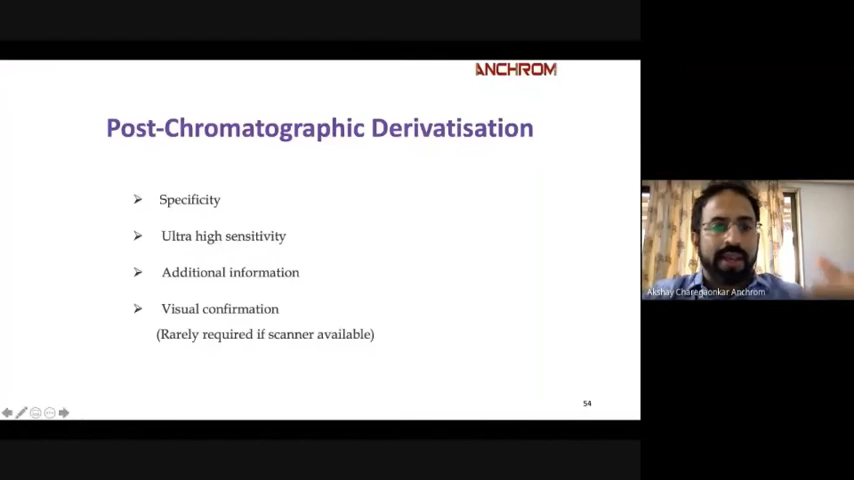 ANCHROM
Post-Chromatographic Derivatisation
Specificity
Ultra high sensitivity
Additional information
Visual confirmation
(Rarely required if scanner available)
54
Akshay Charegaonkar Anchrom